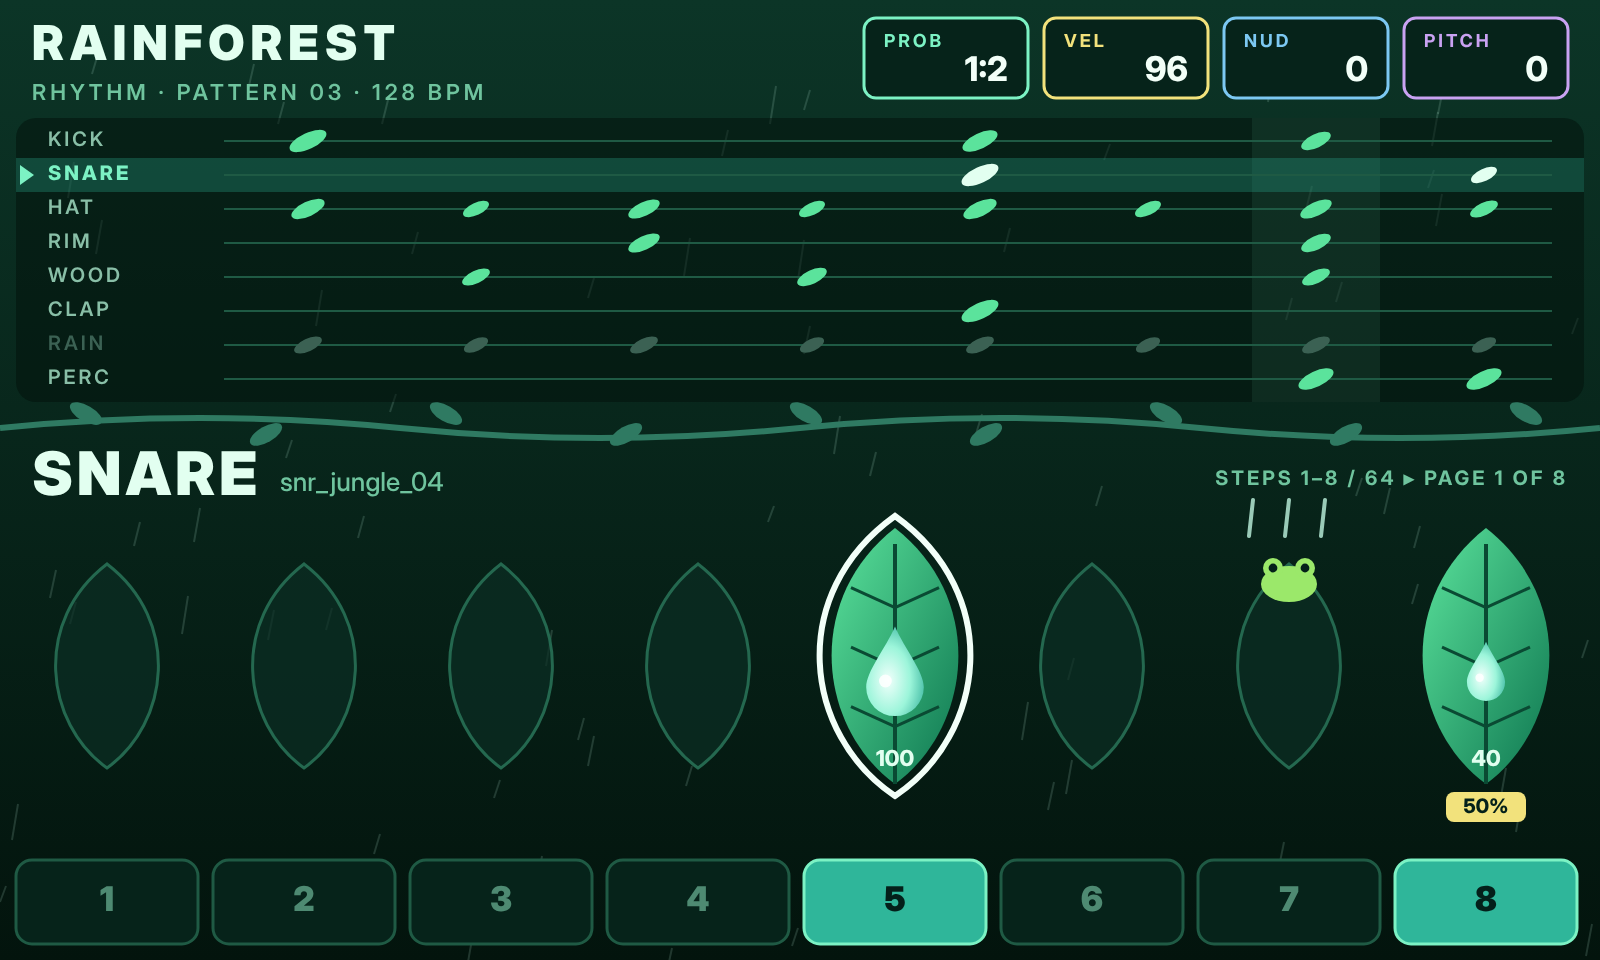 RAINFOREST
RHYTHM · PATTERN 03 · 128 BPM
PROB
1:2
VEL
96
NUD
0
PITCH
0
KICK
SNARE
HAT
RIM
WOOD
CLAP
RAIN
PERC
SNARE snr_jungle_04
STEPS 1–8 / 64 ▸ PAGE 1 OF 8
100
40
50%
1 2 3 4 5 6 7 8